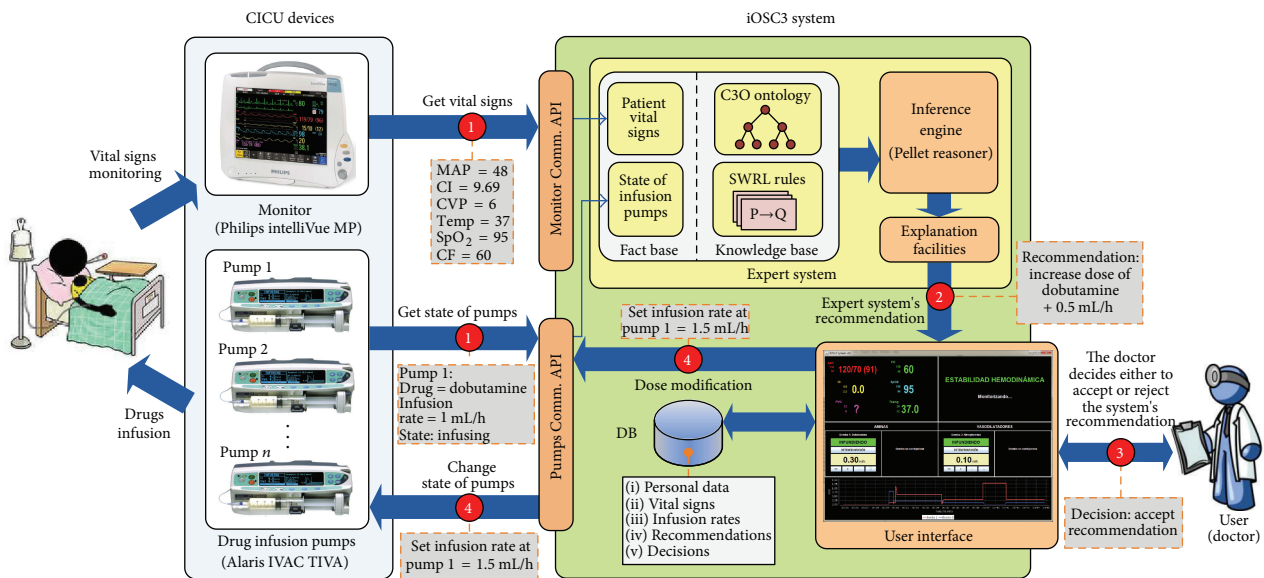 CICU devices
iOSC3 system
Vital signs
monitoring
PHILIPS
Monitor
(Philips intelliVue MP)
Pump 1
Pump 2
Pump n
Drug infusion pumps
(Alaris IVAC TIVA)
Drugs
infusion
Get vital signs
1
MAP = 48
CI = 9.69
CVP = 6
Temp = 37
SpO2 = 95
CF = 60
Get state of pumps
1
Pump 1:
Drug = dobutamine
Infusion
rate = 1 mL/h
State: infusing
Change
state of pumps
4
Set infusion rate at
pump 1 = 1.5 mL/h
Monitor Comm. API
Pumps Comm. API
Patient
vital
signs
State of
infusion
pumps
Fact base
C3O ontology
SWRL rules
P→Q
Knowledge base
Expert system
Inference
engine
(Pellet reasoner)
Explanation
facilities
Recommendation:
increase dose of
dobutamine
+ 0.5 mL/h
Expert system's
recommendation
2
Set infusion rate at
pump 1 = 1.5 mL/h
4
Dose modification
DB
(i) Personal data
(ii) Vital signs
(iii) Infusion rates
(iv) Recommendations
(v) Decisions
120/70 (91)
60
0.0
95
?
37.0
ESTABILIDAD HEMODINÁMICA
Monitorizando...
AMINAS
VASODILATADORES
INFUNDIENDO
0.30
INFUNDIENDO
0.10
User interface
The doctor
decides either to
accept or reject
the system's
recommendation
3
Decision: accept
recommendation
User
(doctor)